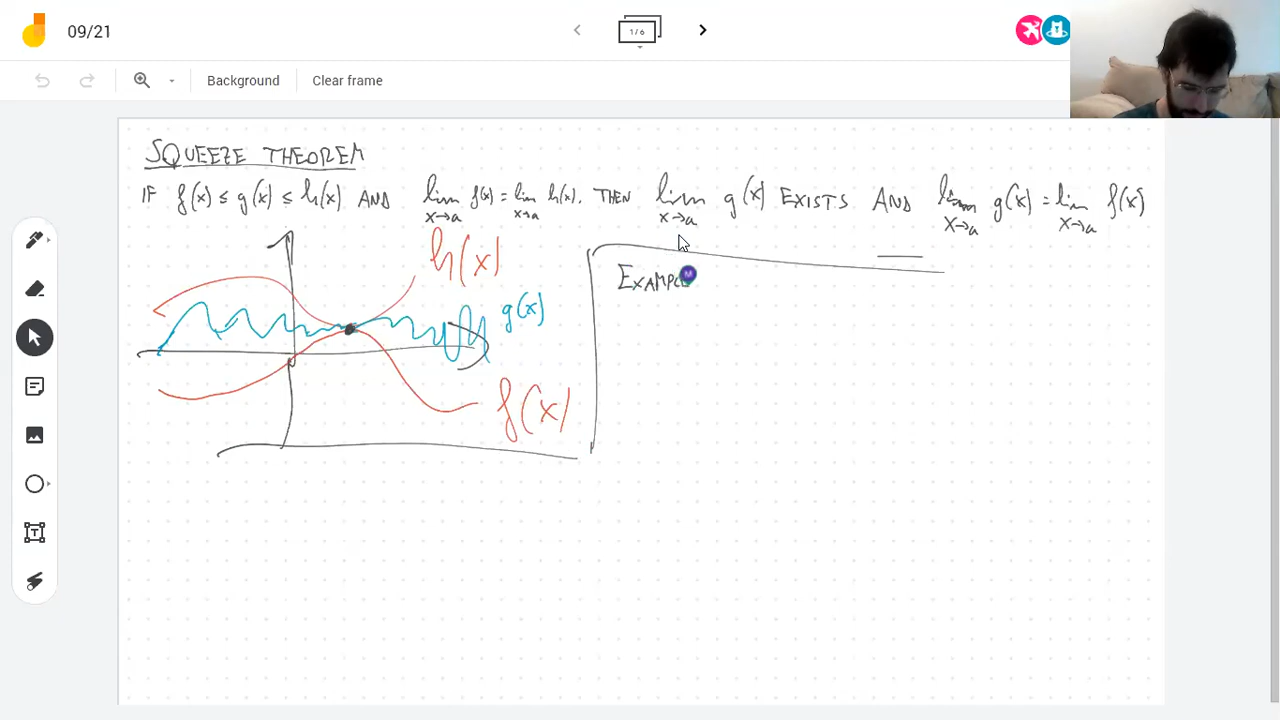 09/21
1/6
Background
Clear frame
SQUEEZE THEOREM
IF f(x) ≤ g(x) ≤ h(x) AND lim x→a f(x) = lim x→a h(x). THEN lim x→a g(x) EXISTS AND lim x→a g(x) = lim x→a f(x)
h(x)
g(x)
f(x)
EXAMPLE
M